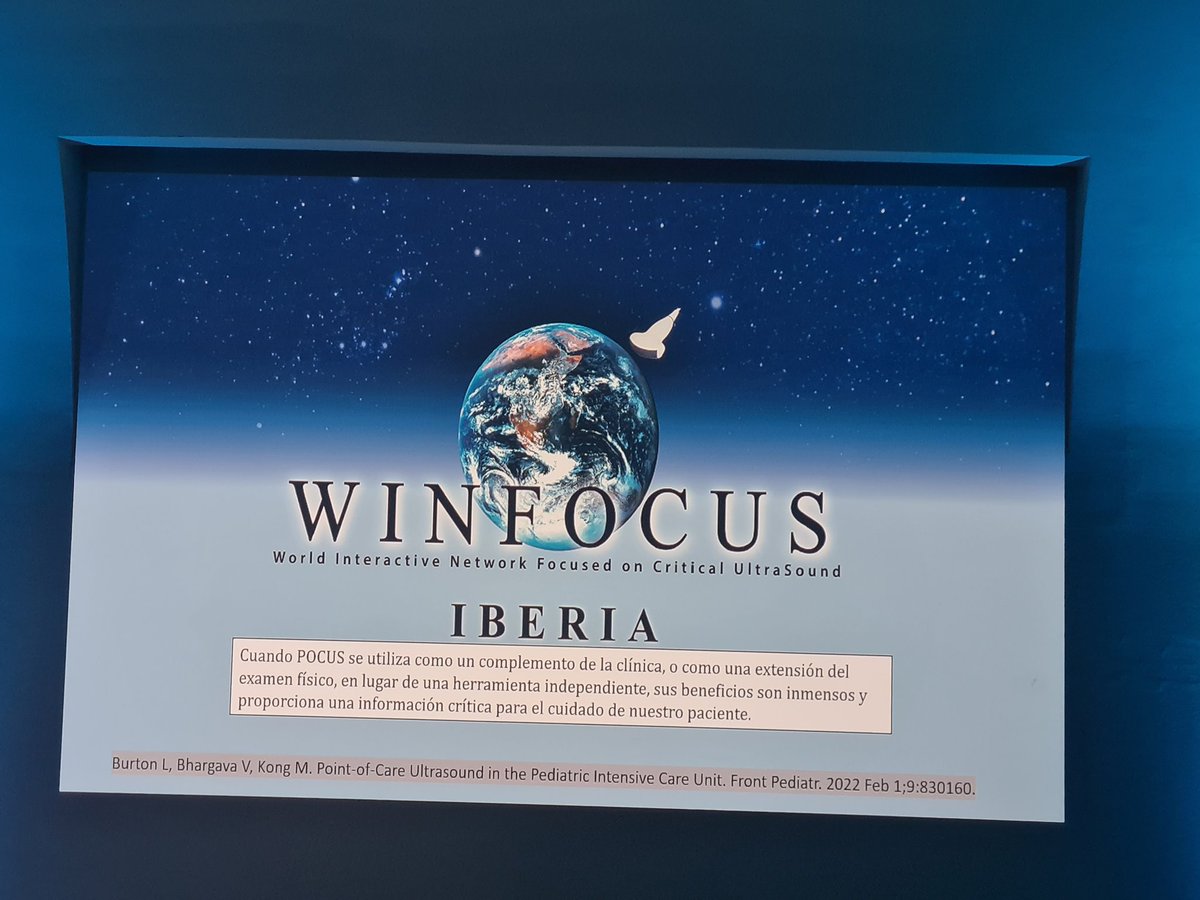 WINFOCUS
World Interactive Network Focused on Critical UltraSound
IBERIA
Cuando POCUS se utiliza como un complemento de la clínica, o como una extensión del
examen físico, en lugar de una herramienta independiente, sus beneficios son inmensos y
proporciona una información crítica para el cuidado de nuestro paciente.
Burton L, Bhargava V, Kong M. Point-of-Care Ultrasound in the Pediatric Intensive Care Unit. Front Pediatr. 2022 Feb 1;9:830160.